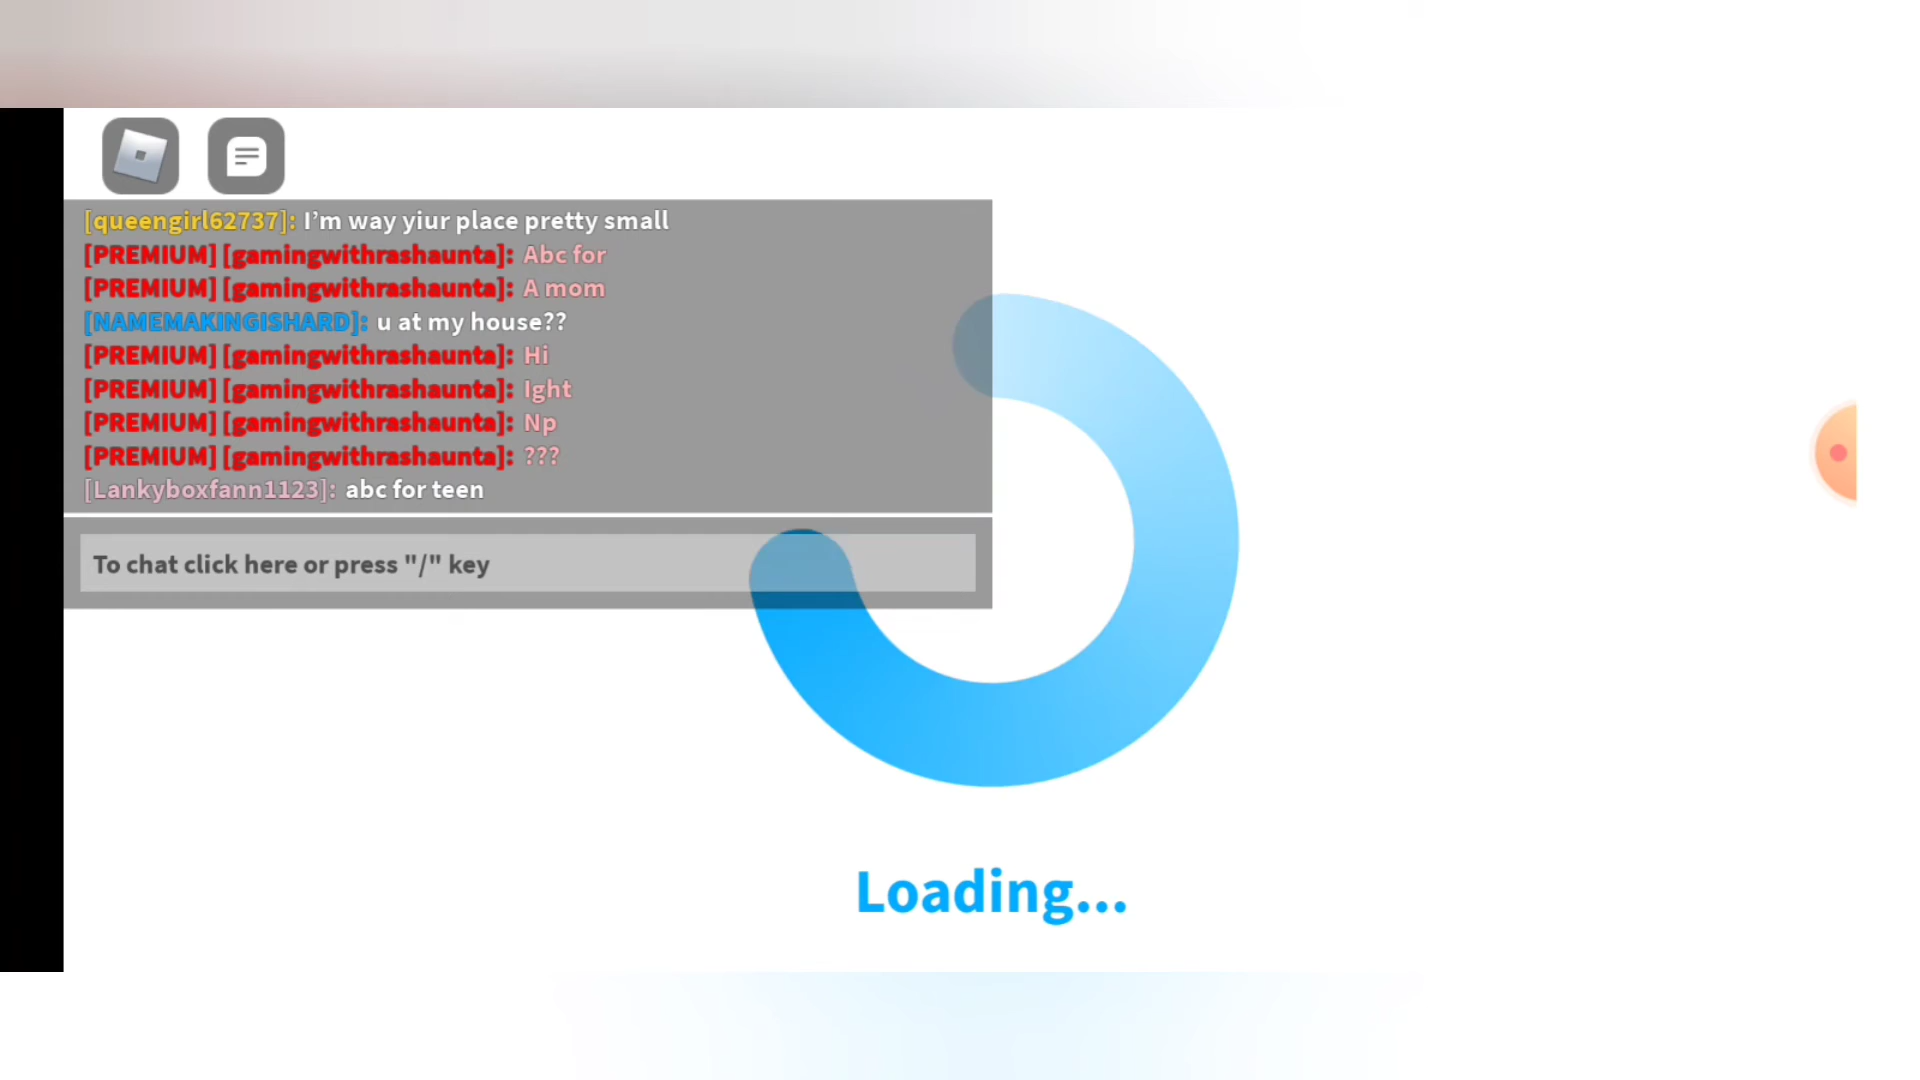 [queengirl62737]: I’m way yiur place pretty small
[PREMIUM] [gamingwithrashaunta]: Abc for
[PREMIUM] [gamingwithrashaunta]: A mom
[NAMEMAKINGISHARD]: u at my house??
[PREMIUM] [gamingwithrashaunta]: Hi
[PREMIUM] [gamingwithrashaunta]: Ight
[PREMIUM] [gamingwithrashaunta]: Np
[PREMIUM] [gamingwithrashaunta]: ???
[Lankyboxfann1123]: abc for teen
To chat click here or press "/" key
Loading...